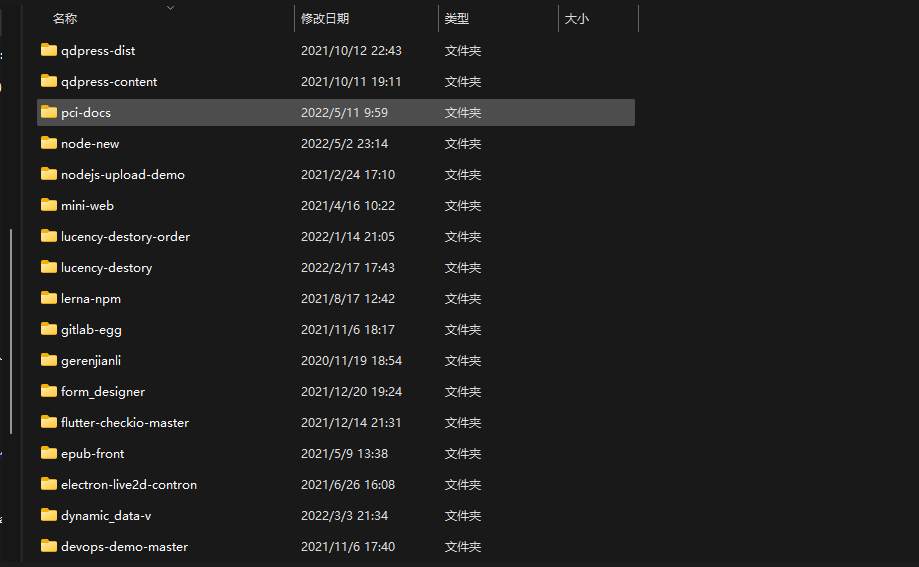 名称 修改日期 类型 大小
qdpress-dist 2021/10/12 22:43 文件夹
qdpress-content 2021/10/11 19:11 文件夹
pci-docs 2022/5/11 9:59 文件夹
node-new 2022/5/2 23:14 文件夹
nodejs-upload-demo 2021/2/24 17:10 文件夹
mini-web 2021/4/16 10:22 文件夹
lucency-destory-order 2022/1/14 21:05 文件夹
lucency-destory 2022/2/17 17:43 文件夹
lerna-npm 2021/8/17 12:42 文件夹
gitlab-egg 2021/11/6 18:17 文件夹
gerenjianli 2020/11/19 18:54 文件夹
form_designer 2021/12/20 19:24 文件夹
flutter-checkio-master 2021/12/14 21:31 文件夹
epub-front 2021/5/9 13:38 文件夹
electron-live2d-contron 2021/6/26 16:08 文件夹
dynamic_data-v 2022/3/3 21:34 文件夹
devops-demo-master 2021/11/6 17:40 文件夹